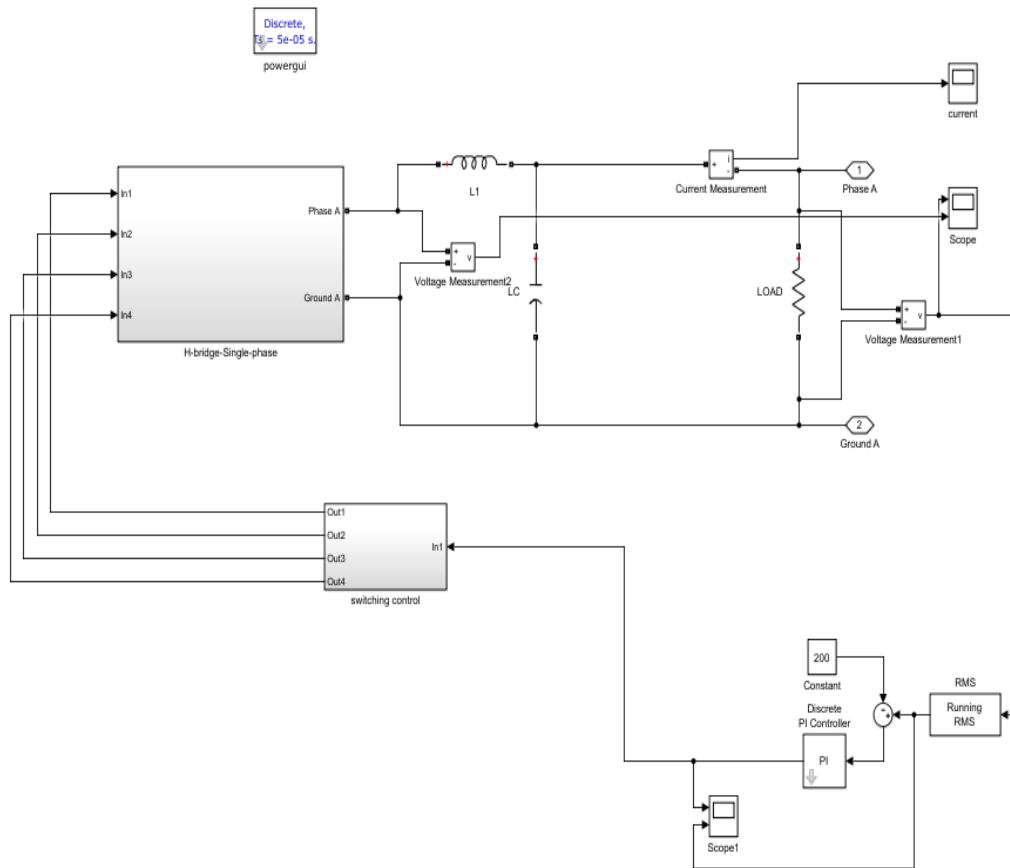 Discrete,
Ts = 5e-05 s.
powergui
current
L1
i
+
-
Current Measurement
1
Phase A
In1
Phase A
In2
+
-
v
Scope
Voltage Measurement2
LC
In3
LOAD
Ground A
+
-
v
In4
Voltage Measurement1
H-bridge-Single-phase
2
Ground A
Out1
Out2
In1
Out3
Out4
switching control
200
Constant
RMS
Discrete
PI Controller
-
+
Running
RMS
PI
Scope1